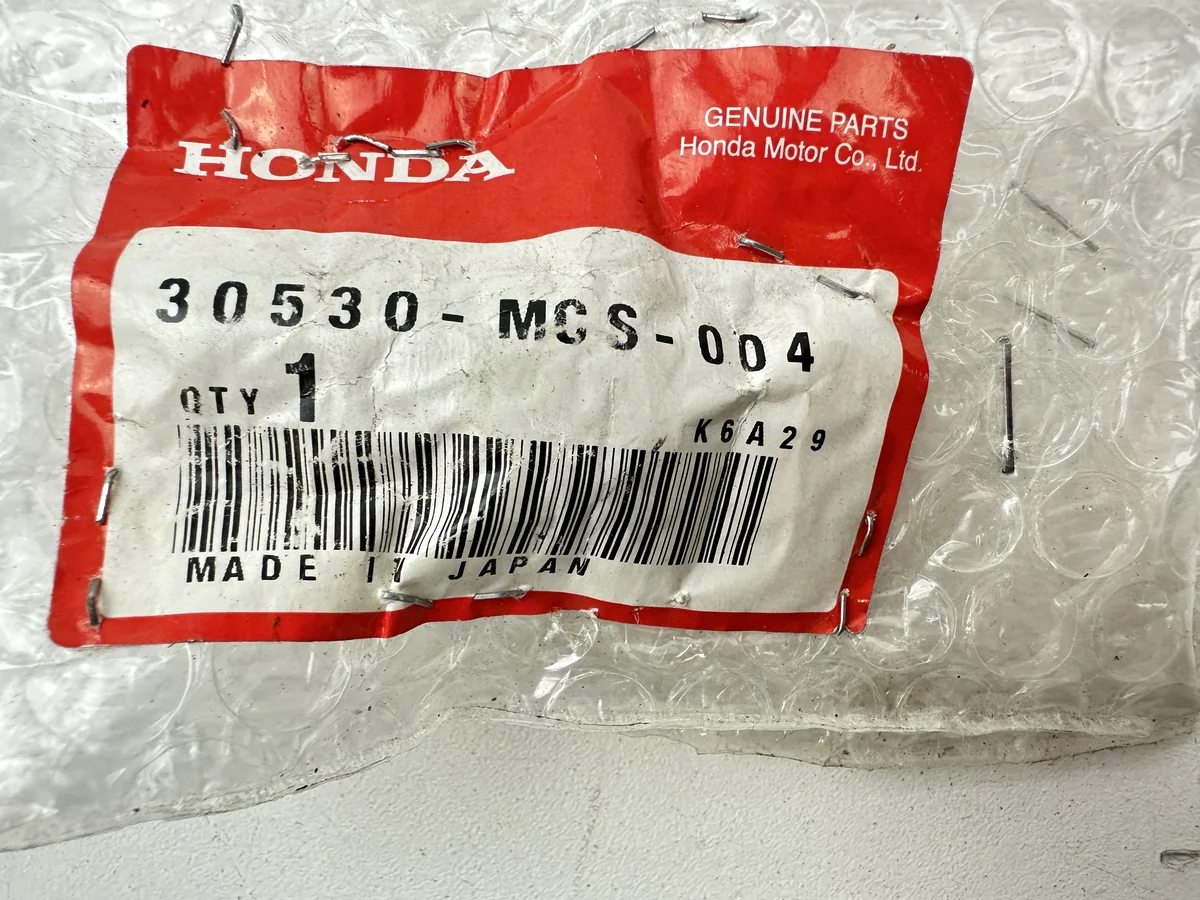 HONDA
GENUINE PARTS
Honda Motor Co., Ltd.
30530-MCS-004
QTY 1
K6A29
MADE IN JAPAN